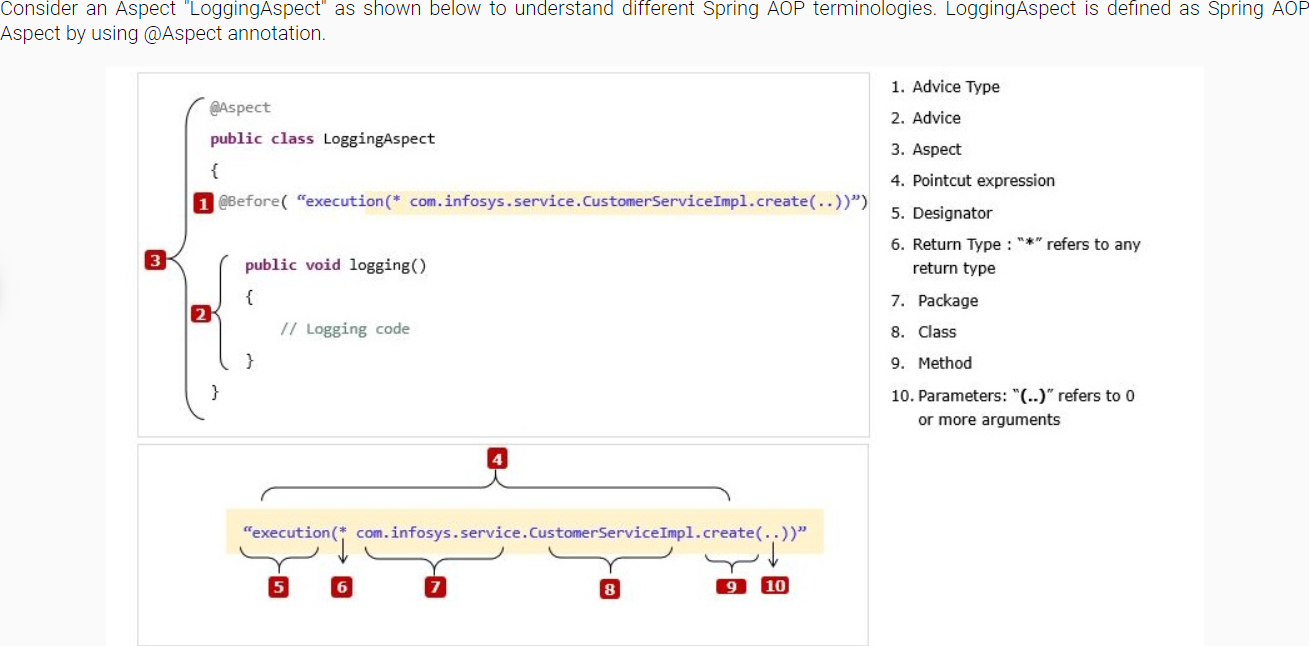 Consider an Aspect "LoggingAspect" as shown below to understand different Spring AOP terminologies. LoggingAspect is defined as Spring AOP
Aspect by using @Aspect annotation.
@Aspect
public class LoggingAspect
{
1 @Before( “execution(* com.infosys.service.CustomerServiceImpl.create(..))”)
3
public void logging()
{
2
// Logging code
}
}
1. Advice Type
2. Advice
3. Aspect
4. Pointcut expression
5. Designator
6. Return Type : “*” refers to any
return type
7. Package
8. Class
9. Method
10. Parameters: “(..)” refers to 0
or more arguments
4
“execution(* com.infosys.service.CustomerServiceImpl.create(..))”
5 6 7 8 9 10